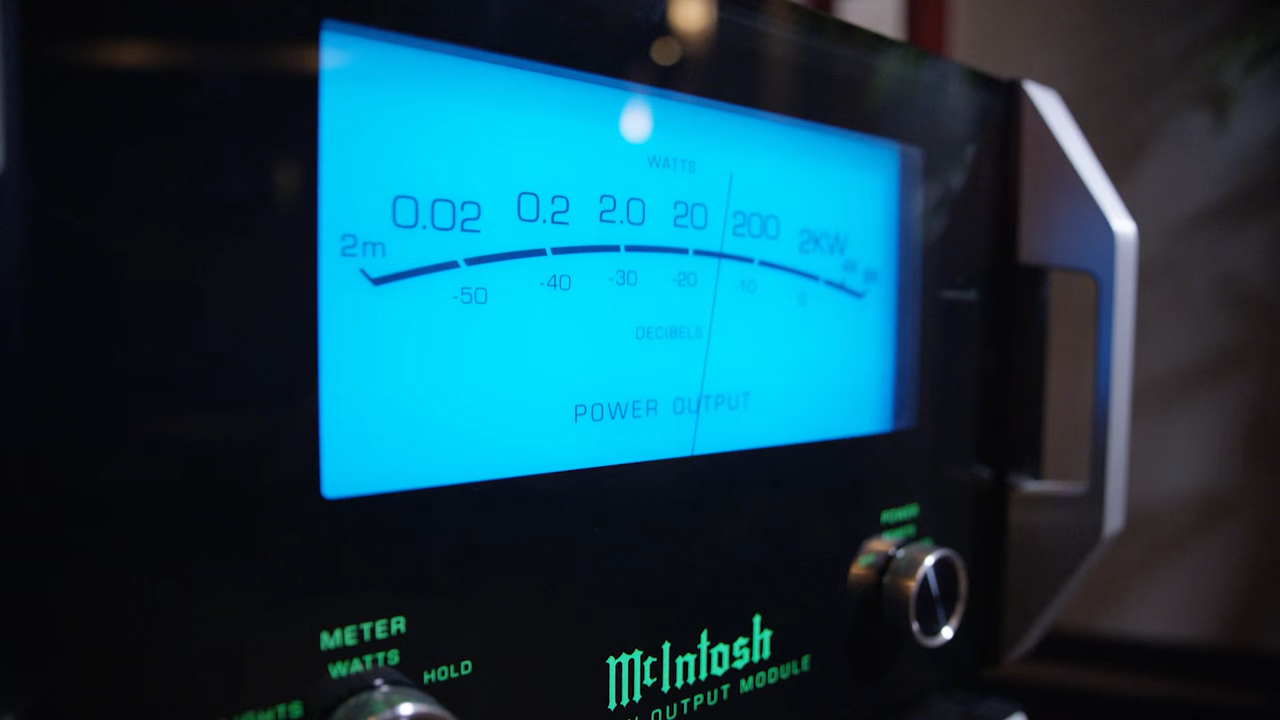 WATTS
2m 0.02 0.2 2.0 20 200 2KW
-50 -40 -30 -20 -10 0
DECIBELS
POWER OUTPUT
POWER
METER
WATTS
HOLD
McIntosh
OUTPUT MODULE